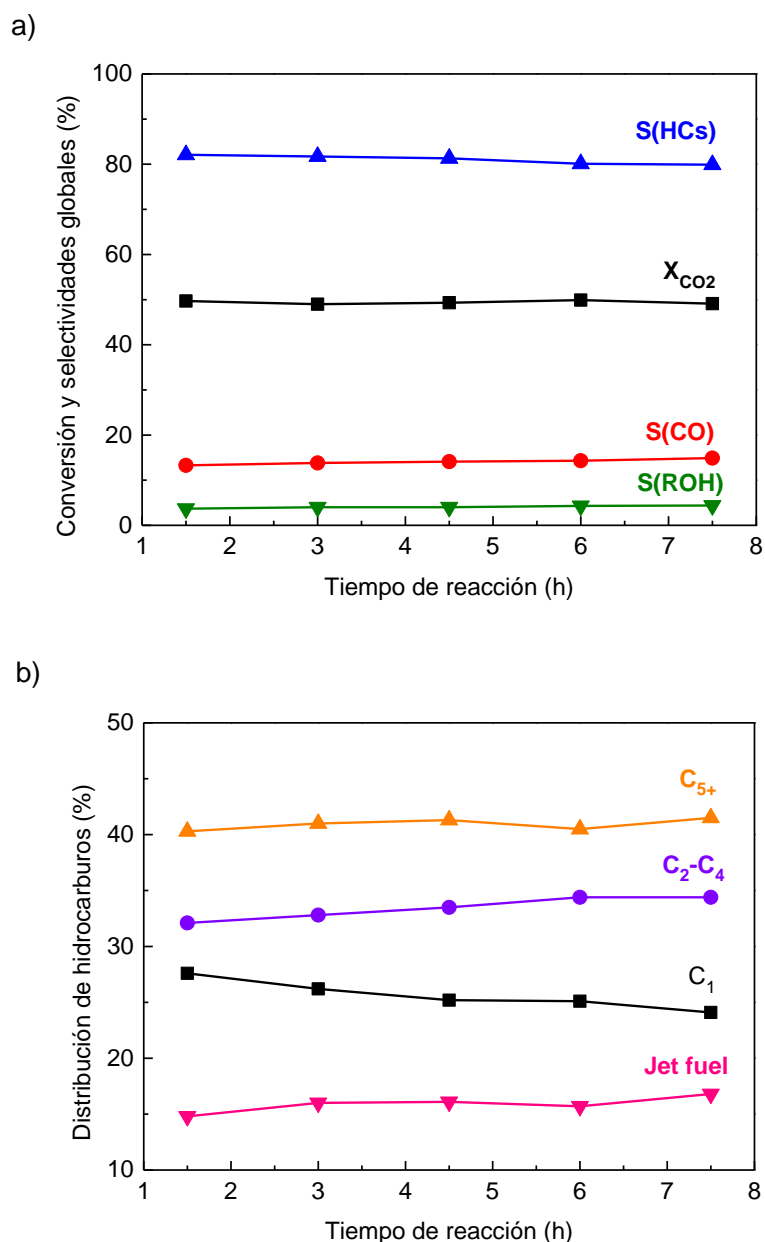 a)
100
80
60
40
20
0
Conversión y selectividades globales (%)
S(HCs)
X_CO2
S(CO)
S(ROH)
1 2 3 4 5 6 7 8
Tiempo de reacción (h)
b)
50
40
30
20
10
Distribución de hidrocarburos (%)
C5+
C2-C4
C1
Jet fuel
1 2 3 4 5 6 7 8
Tiempo de reacción (h)